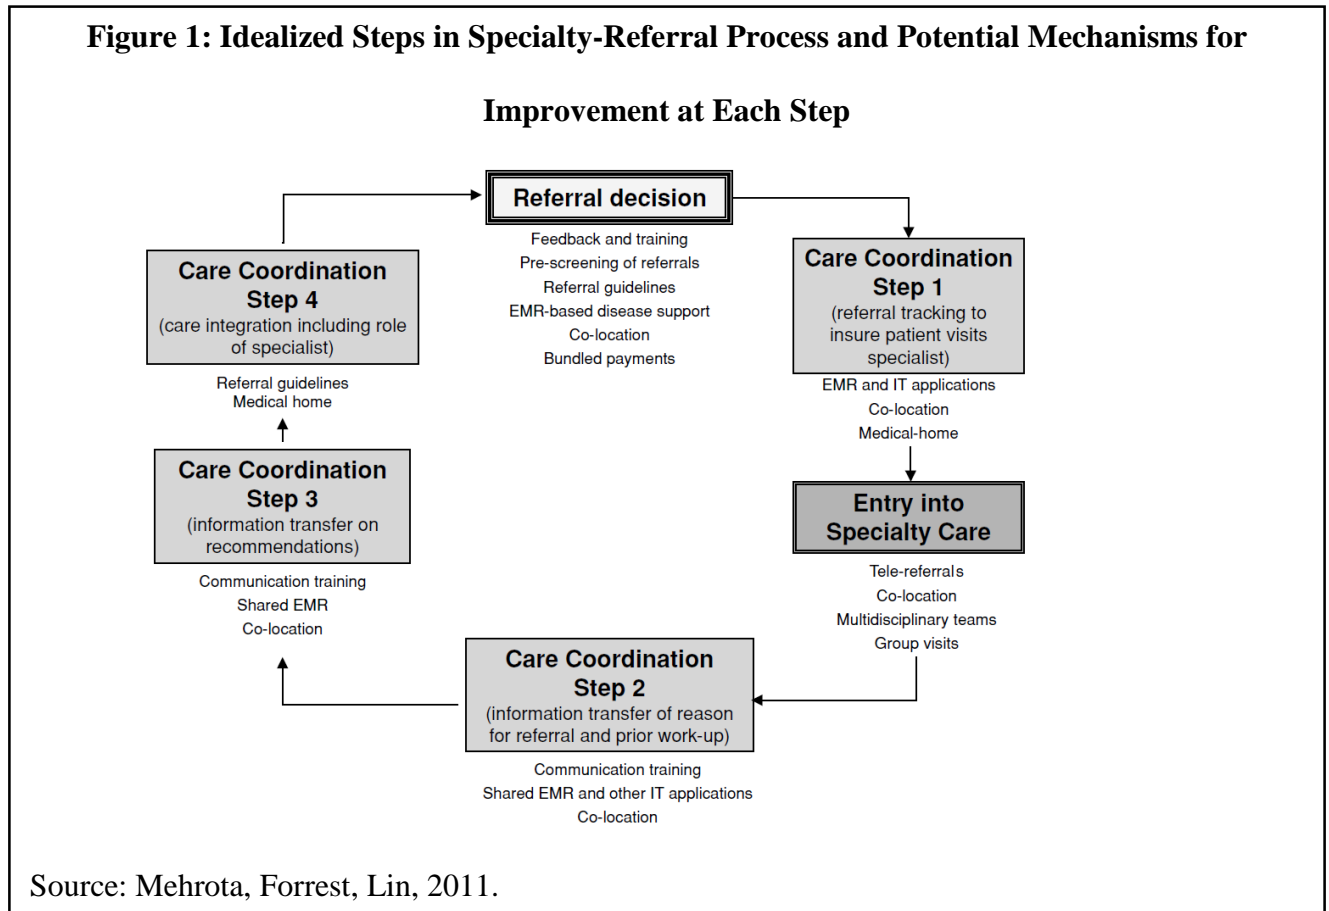 Figure 1: Idealized Steps in Specialty-Referral Process and Potential Mechanisms for
Improvement at Each Step
Referral decision
Feedback and training
Pre-screening of referrals
Referral guidelines
EMR-based disease support
Co-location
Bundled payments
Care Coordination
Step 1
(referral tracking to
insure patient visits
specialist)
EMR and IT applications
Co-location
Medical-home
Entry into
Specialty Care
Tele-referrals
Co-location
Multidisciplinary teams
Group visits
Care Coordination
Step 2
(information transfer of reason
for referral and prior work-up)
Communication training
Shared EMR and other IT applications
Co-location
Care Coordination
Step 3
(information transfer on
recommendations)
Communication training
Shared EMR
Co-location
Care Coordination
Step 4
(care integration including role
of specialist)
Referral guidelines
Medical home
Source: Mehrota, Forrest, Lin, 2011.